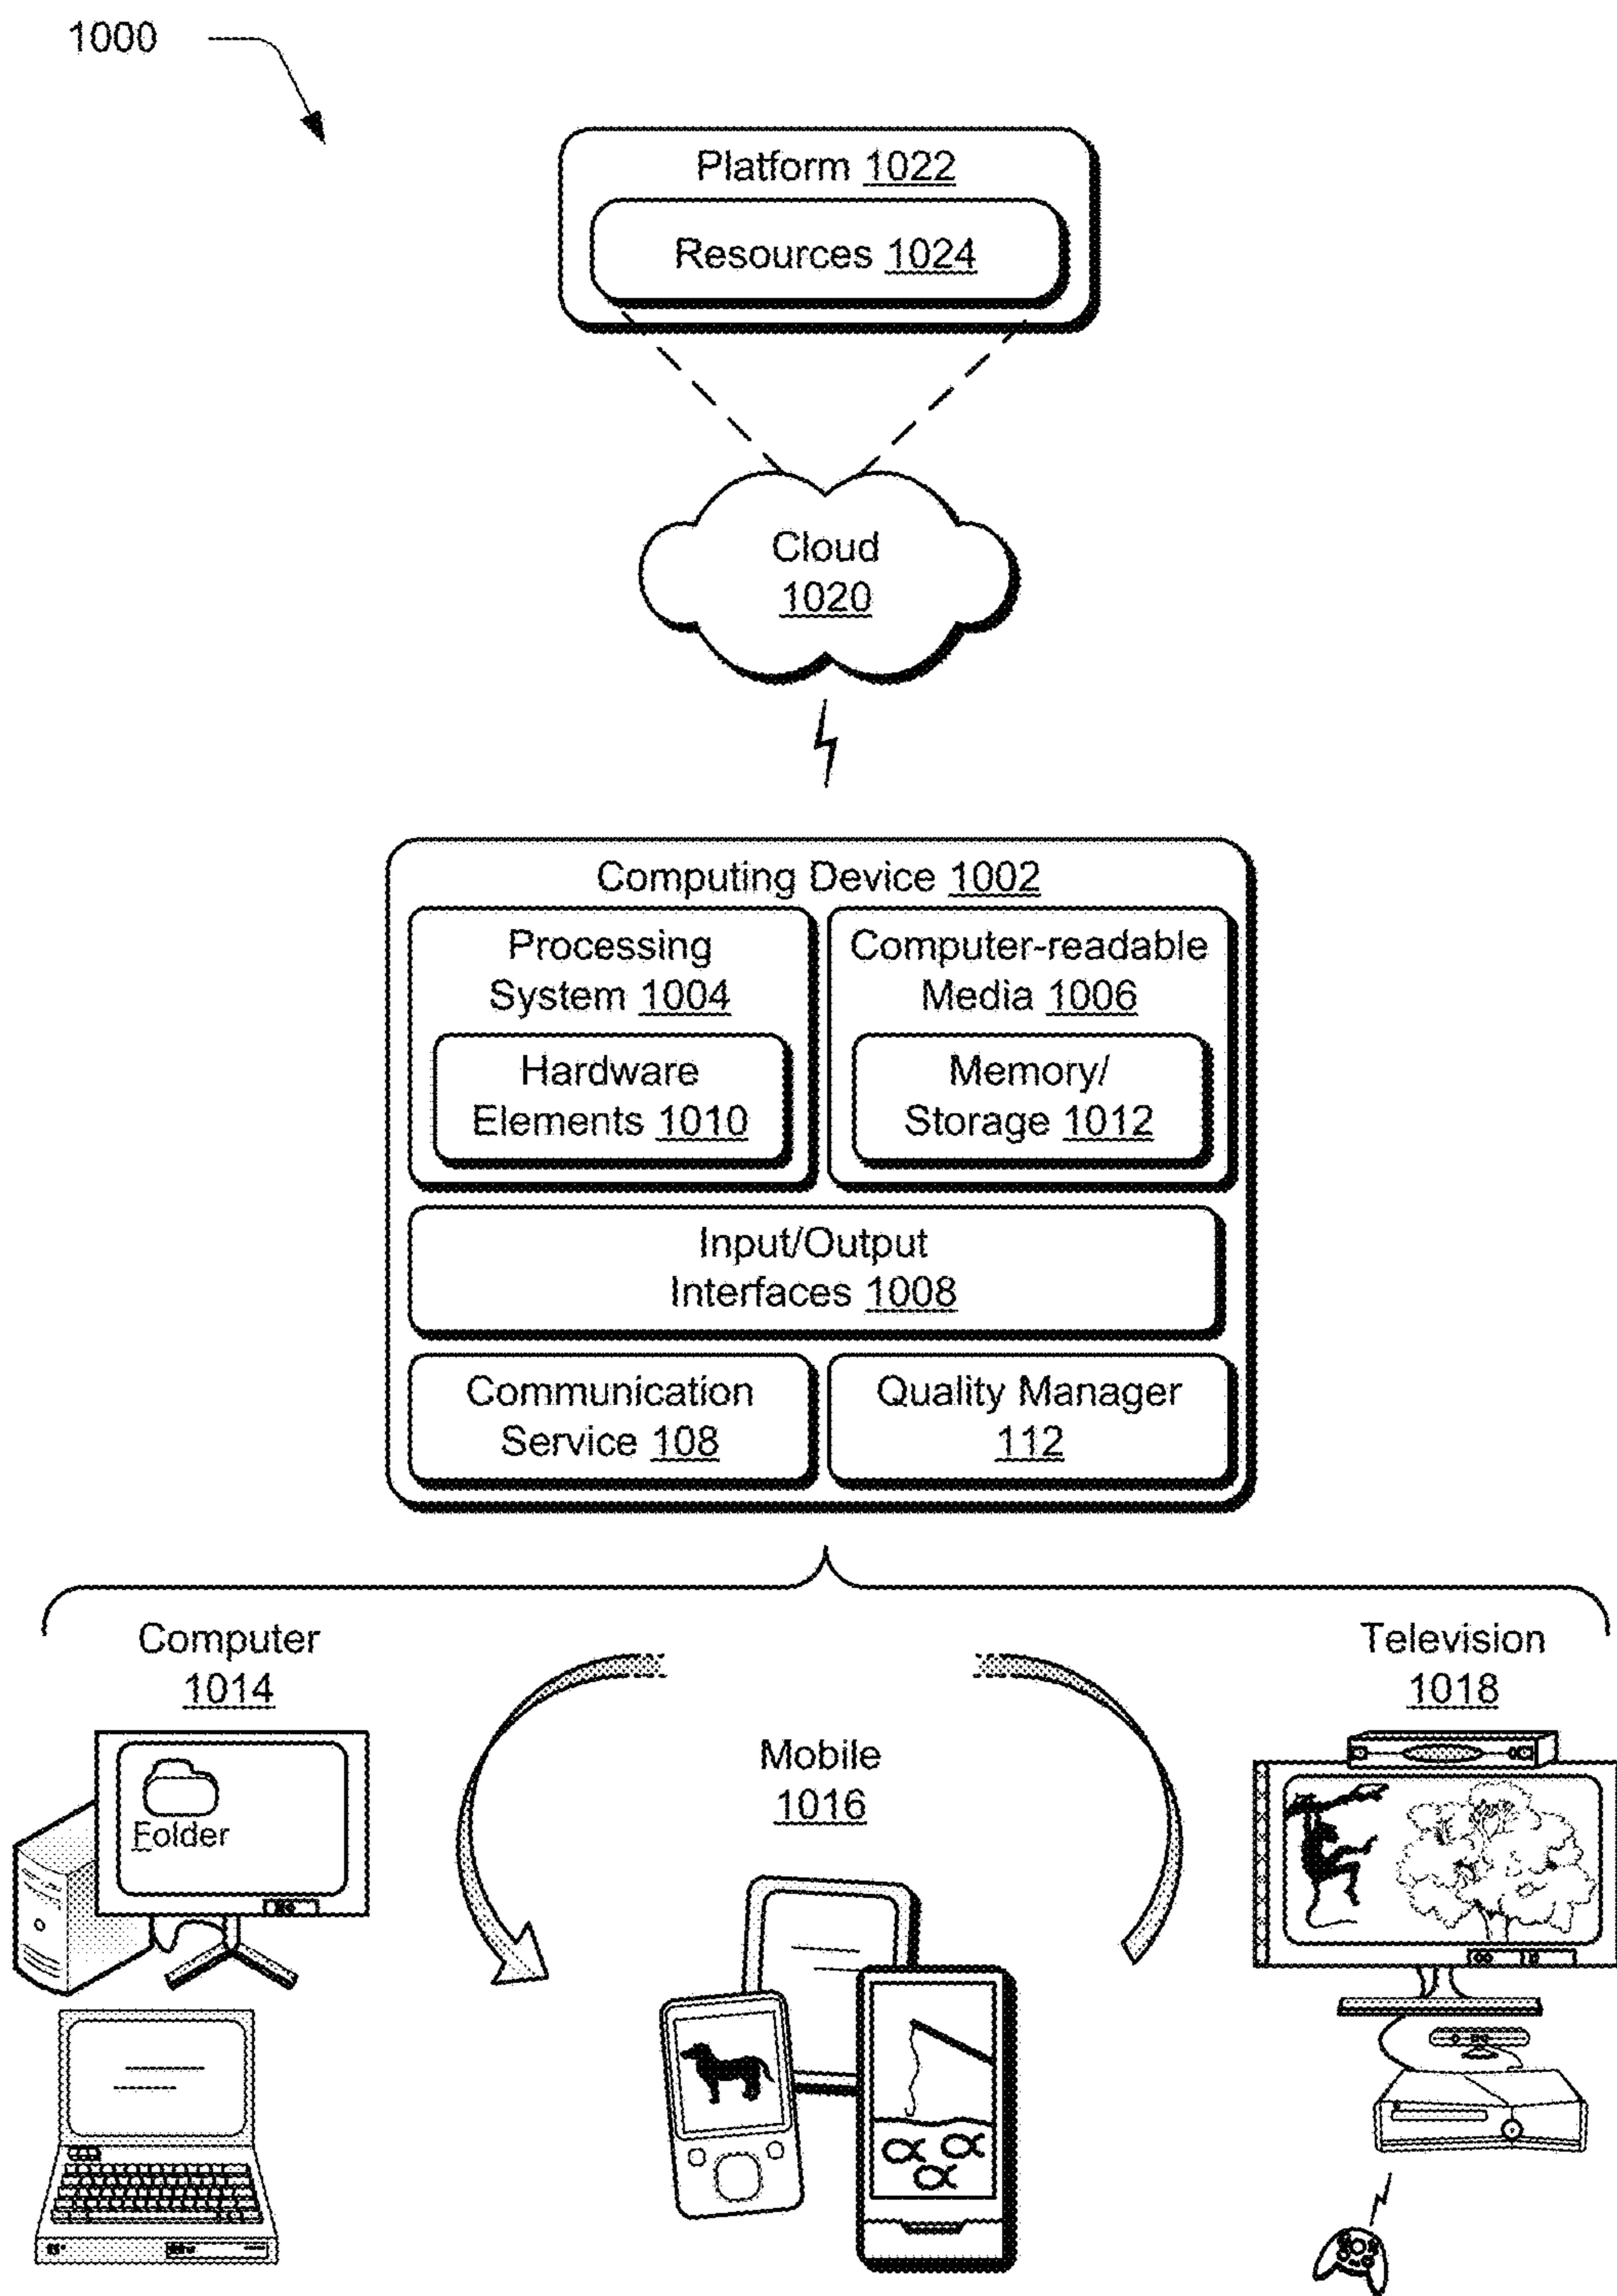 1000
Platform 1022
Resources 1024
Cloud
1020
Computing Device 1002
Processing
System 1004
Hardware
Elements 1010
Computer-readable
Media 1006
Memory/
Storage 1012
Input/Output
Interfaces 1008
Communication
Service 108
Quality Manager
112
Computer
1014
Folder
Mobile
1016
Television
1018